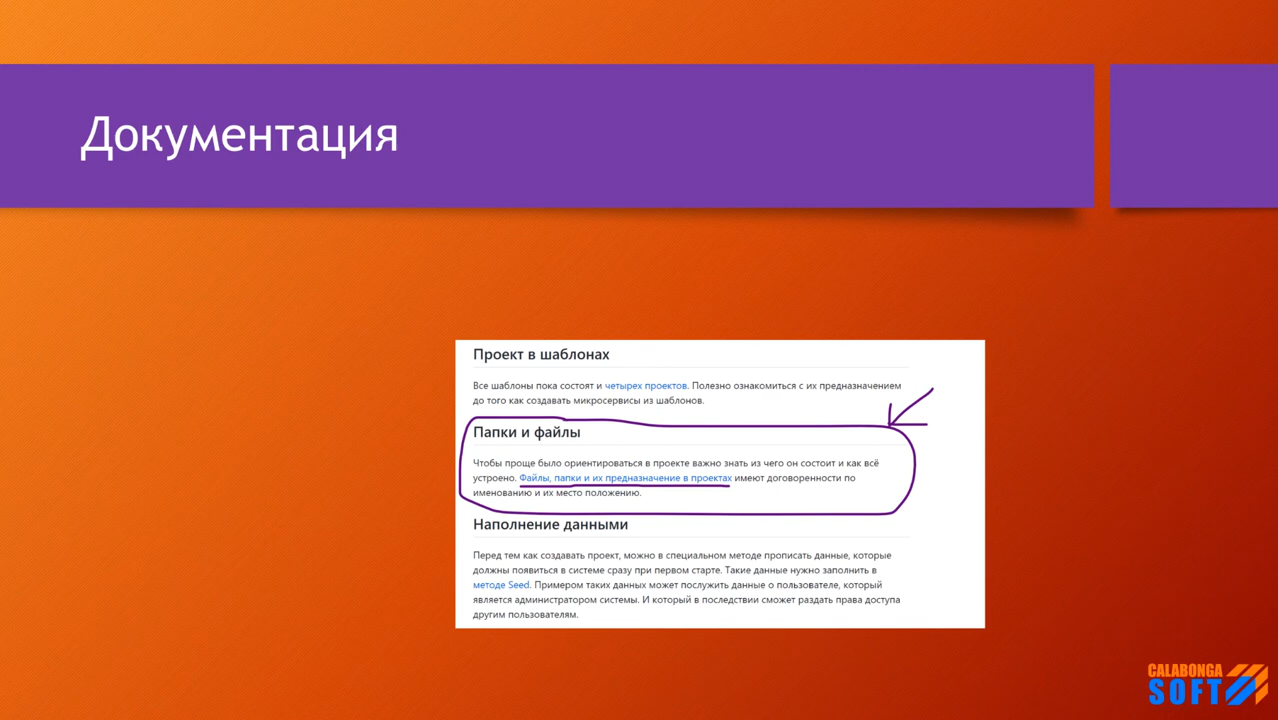 Документация
Проект в шаблонах
Все шаблоны пока состоят и четырех проектов. Полезно ознакомиться с их предназначением
до того как создавать микросервисы из шаблонов.
Папки и файлы
Чтобы проще было ориентироваться в проекте важно знать из чего он состоит и как всё
устроено. Файлы, папки и их предназначение в проектах имеют договоренности по
именованию и их место положению.
Наполнение данными
Перед тем как создавать проект, можно в специальном методе прописать данные, которые
должны появиться в системе сразу при первом старте. Такие данные нужно заполнить в
методе Seed. Примером таких данных может послужить данные о пользователе, который
является администратором системы. И который в последствии сможет раздать права доступа
другим пользователям.
CALABONGA
SOFT